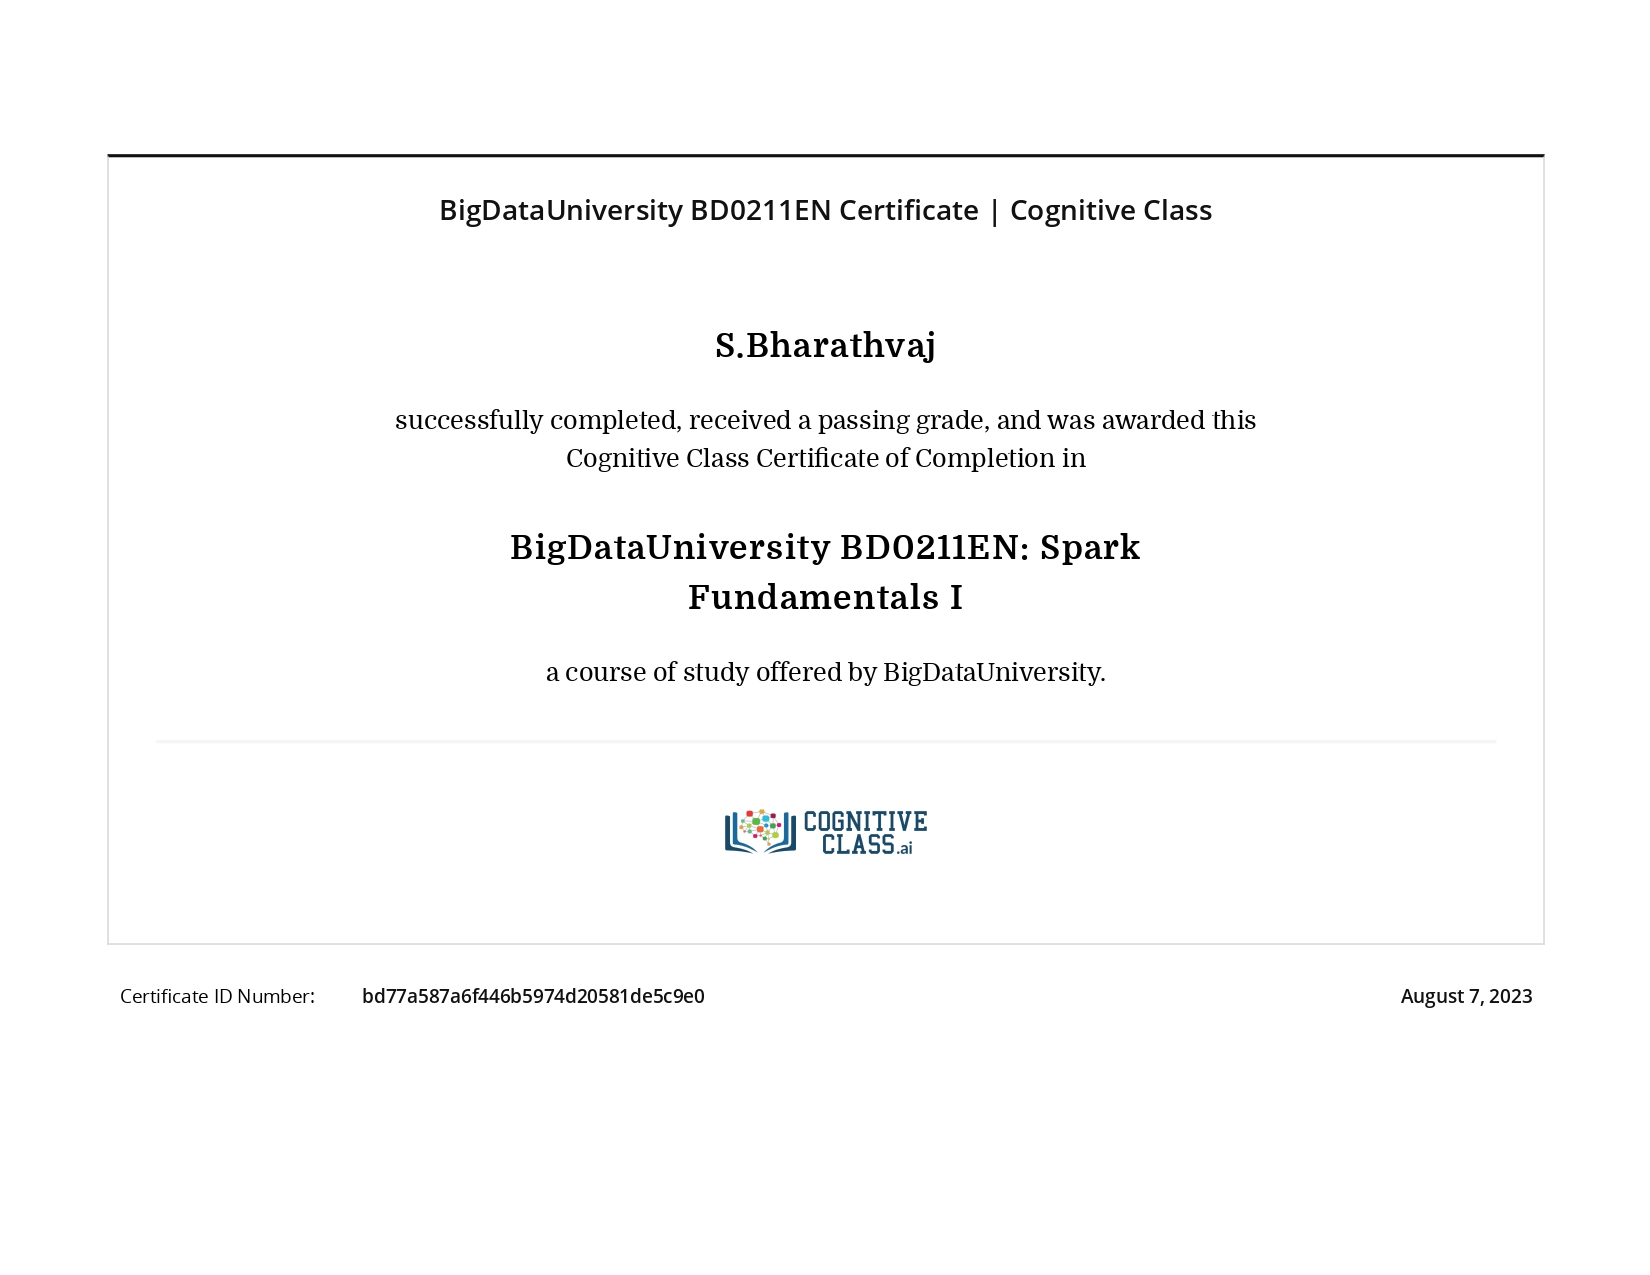 BigDataUniversity BD0211EN Certificate | Cognitive Class
S.Bharathvaj
successfully completed, received a passing grade, and was awarded this
Cognitive Class Certificate of Completion in
BigDataUniversity BD0211EN: Spark
Fundamentals I
a course of study offered by BigDataUniversity.
COGNITIVE
CLASS.ai
Certificate ID Number: bd77a587a6f446b5974d20581de5c9e0 August 7, 2023